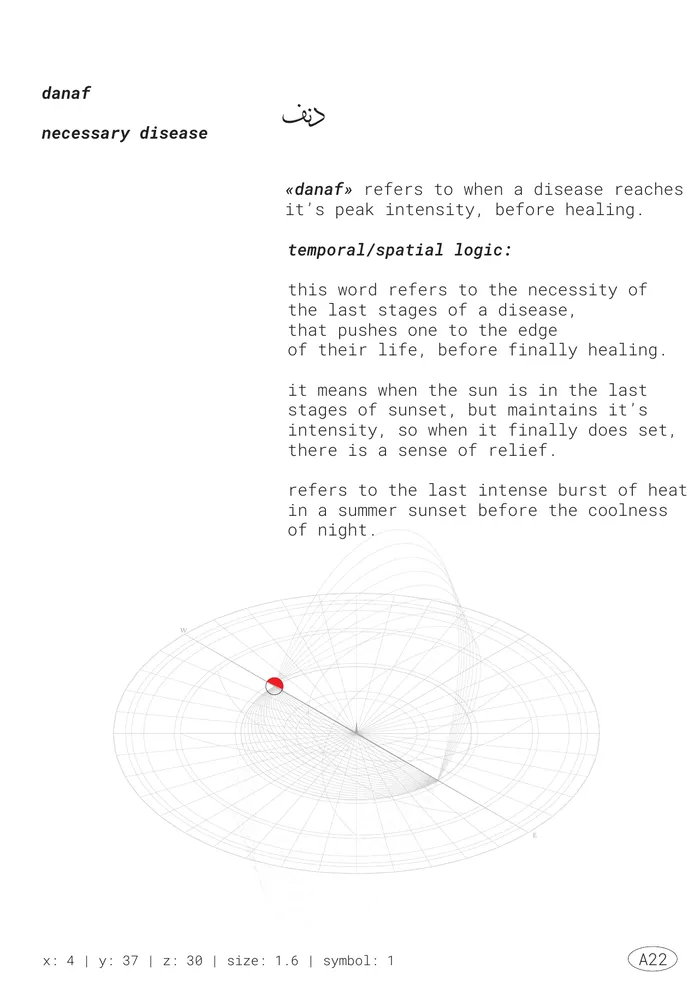 danaf
دنف
necessary disease
«danaf» refers to when a disease reaches
it’s peak intensity, before healing.
temporal/spatial logic:
this word refers to the necessity of
the last stages of a disease,
that pushes one to the edge
of their life, before finally healing.
it means when the sun is in the last
stages of sunset, but maintains it’s
intensity, so when it finally does set,
there is a sense of relief.
refers to the last intense burst of heat
in a summer sunset before the coolness
of night.
W
E
x: 4 | y: 37 | z: 30 | size: 1.6 | symbol: 1
A22